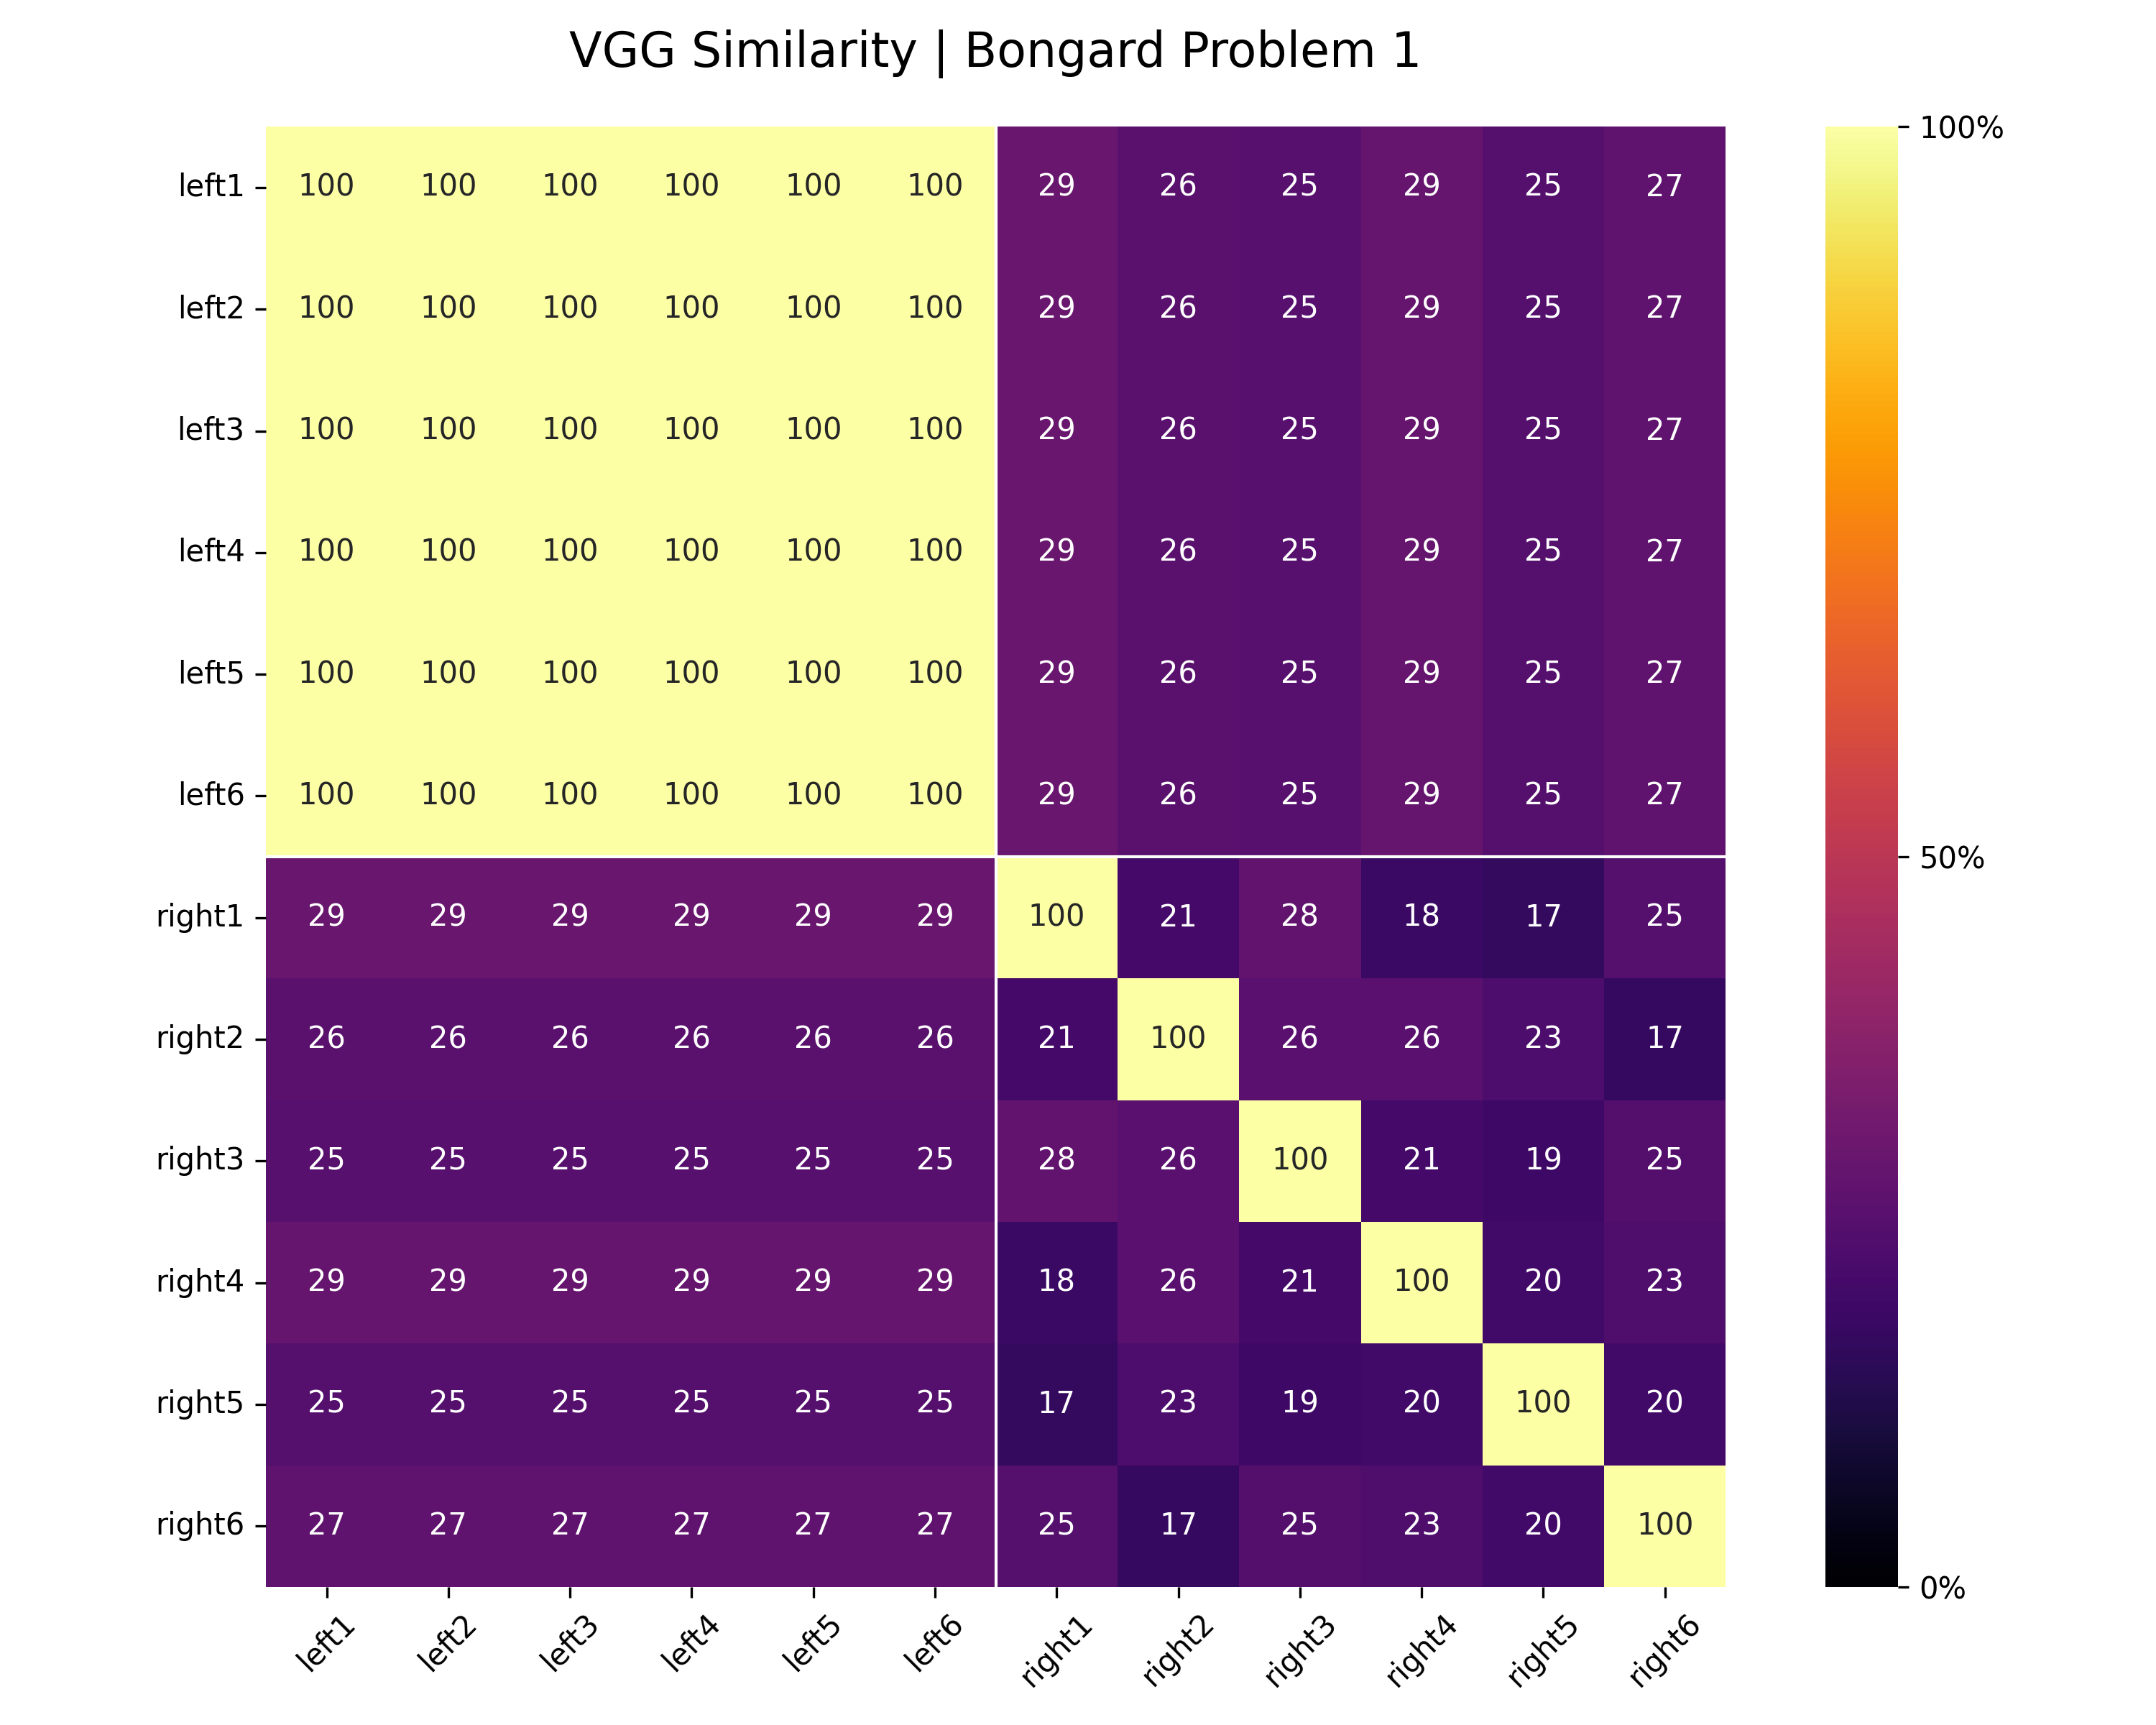 VGG Similarity | Bongard Problem 1
left1 100 100 100 100 100 100 29 26 25 29 25 27
left2 100 100 100 100 100 100 29 26 25 29 25 27
left3 100 100 100 100 100 100 29 26 25 29 25 27
left4 100 100 100 100 100 100 29 26 25 29 25 27
left5 100 100 100 100 100 100 29 26 25 29 25 27
left6 100 100 100 100 100 100 29 26 25 29 25 27
right1 29 29 29 29 29 29 100 21 28 18 17 25
right2 26 26 26 26 26 26 21 100 26 26 23 17
right3 25 25 25 25 25 25 28 26 100 21 19 25
right4 29 29 29 29 29 29 18 26 21 100 20 23
right5 25 25 25 25 25 25 17 23 19 20 100 20
right6 27 27 27 27 27 27 25 17 25 23 20 100
left1 left2 left3 left4 left5 left6 right1 right2 right3 right4 right5 right6
100%
50%
0%